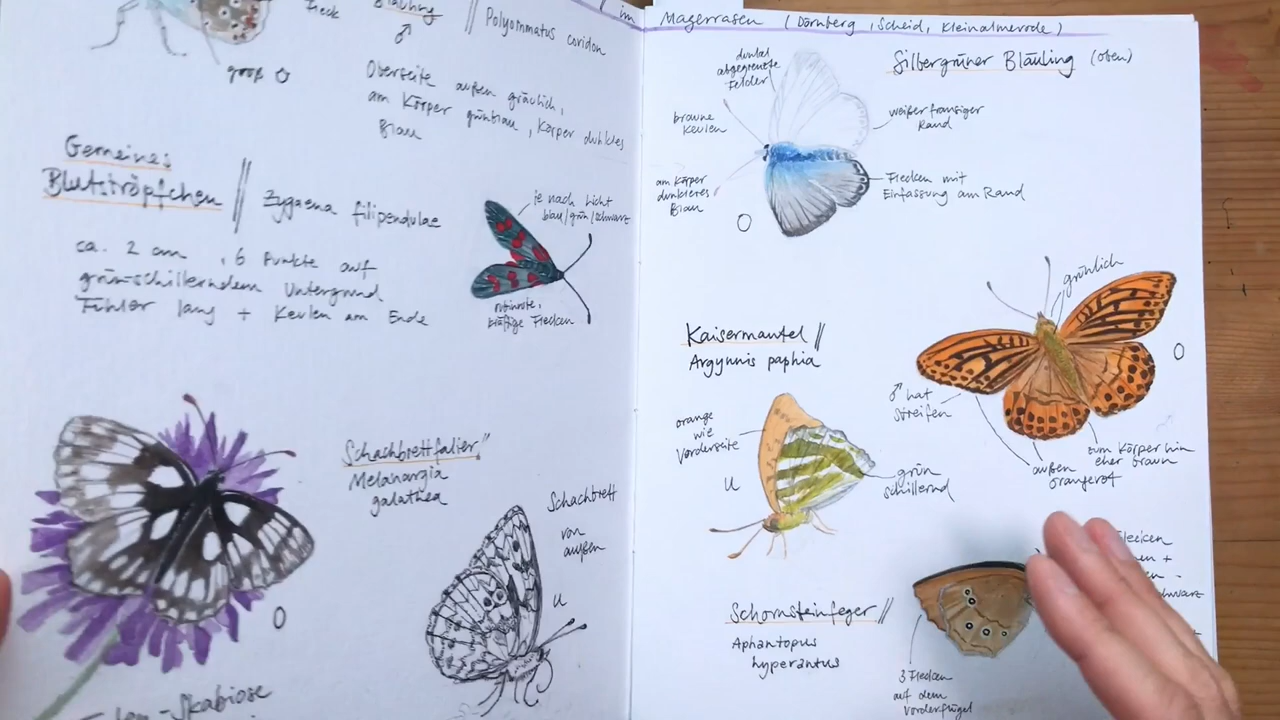 Fleck
Bläuling
♂
// Polyommatus coridon
groß O
Oberseite außen gräulich,
am Körper grünblau, Körper dunkles
Blau
Gemeines
Blutströpfchen // Zygaena filipendulae
ca. 2 cm, 6 Punkte auf
grün-schillerndem Untergrund
Fühler lang + Keulen am Ende
je nach Licht
blau/grün/schwarz
rubinrote,
kräftige Flecken
Schachbrettfalter //
Melanargia
galathea
Schachbrett
von
außen
U
O
-Skabiose
im Magerrasen (Dörnberg, Scheid, Kleinalmerode)
Silbergrüner Bläuling (oben)
dunkel
abgegrenzte
Felder
braune
Keulen
weißer fransiger
Rand
am Körper
dunkleres
Blau
Flecken mit
Einfassung am Rand
O
Kaisermantel //
Argynnis paphia
grünlich
O
♂ hat
Streifen
außen
orangerot
zum Körper hin
eher braun
orange
wie
Vorderseite
U
grün
schillernd
Schornsteinfeger //
Aphantopus
hyperantus
3 Flecken
auf dem
Vorderflügel
Flecken